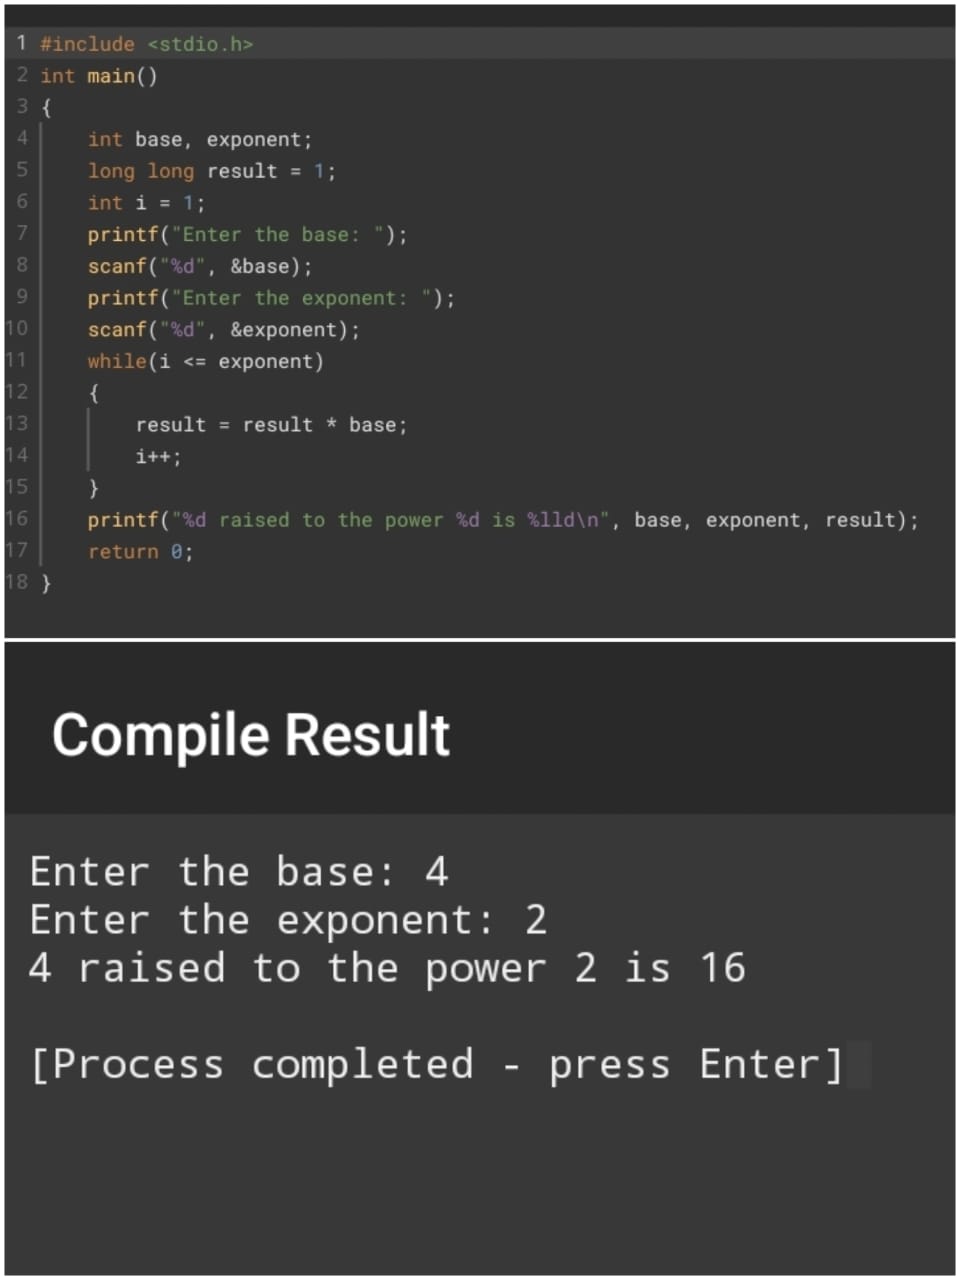 1 #include <stdio.h>
2 int main()
3 {
4     int base, exponent;
5     long long result = 1;
6     int i = 1;
7     printf("Enter the base: ");
8     scanf("%d", &base);
9     printf("Enter the exponent: ");
10     scanf("%d", &exponent);
11     while(i <= exponent)
12     {
13         result = result * base;
14         i++;
15     }
16     printf("%d raised to the power %d is %lld\n", base, exponent, result);
17     return 0;
18 }
Compile Result
Enter the base: 4
Enter the exponent: 2
4 raised to the power 2 is 16
[Process completed - press Enter]